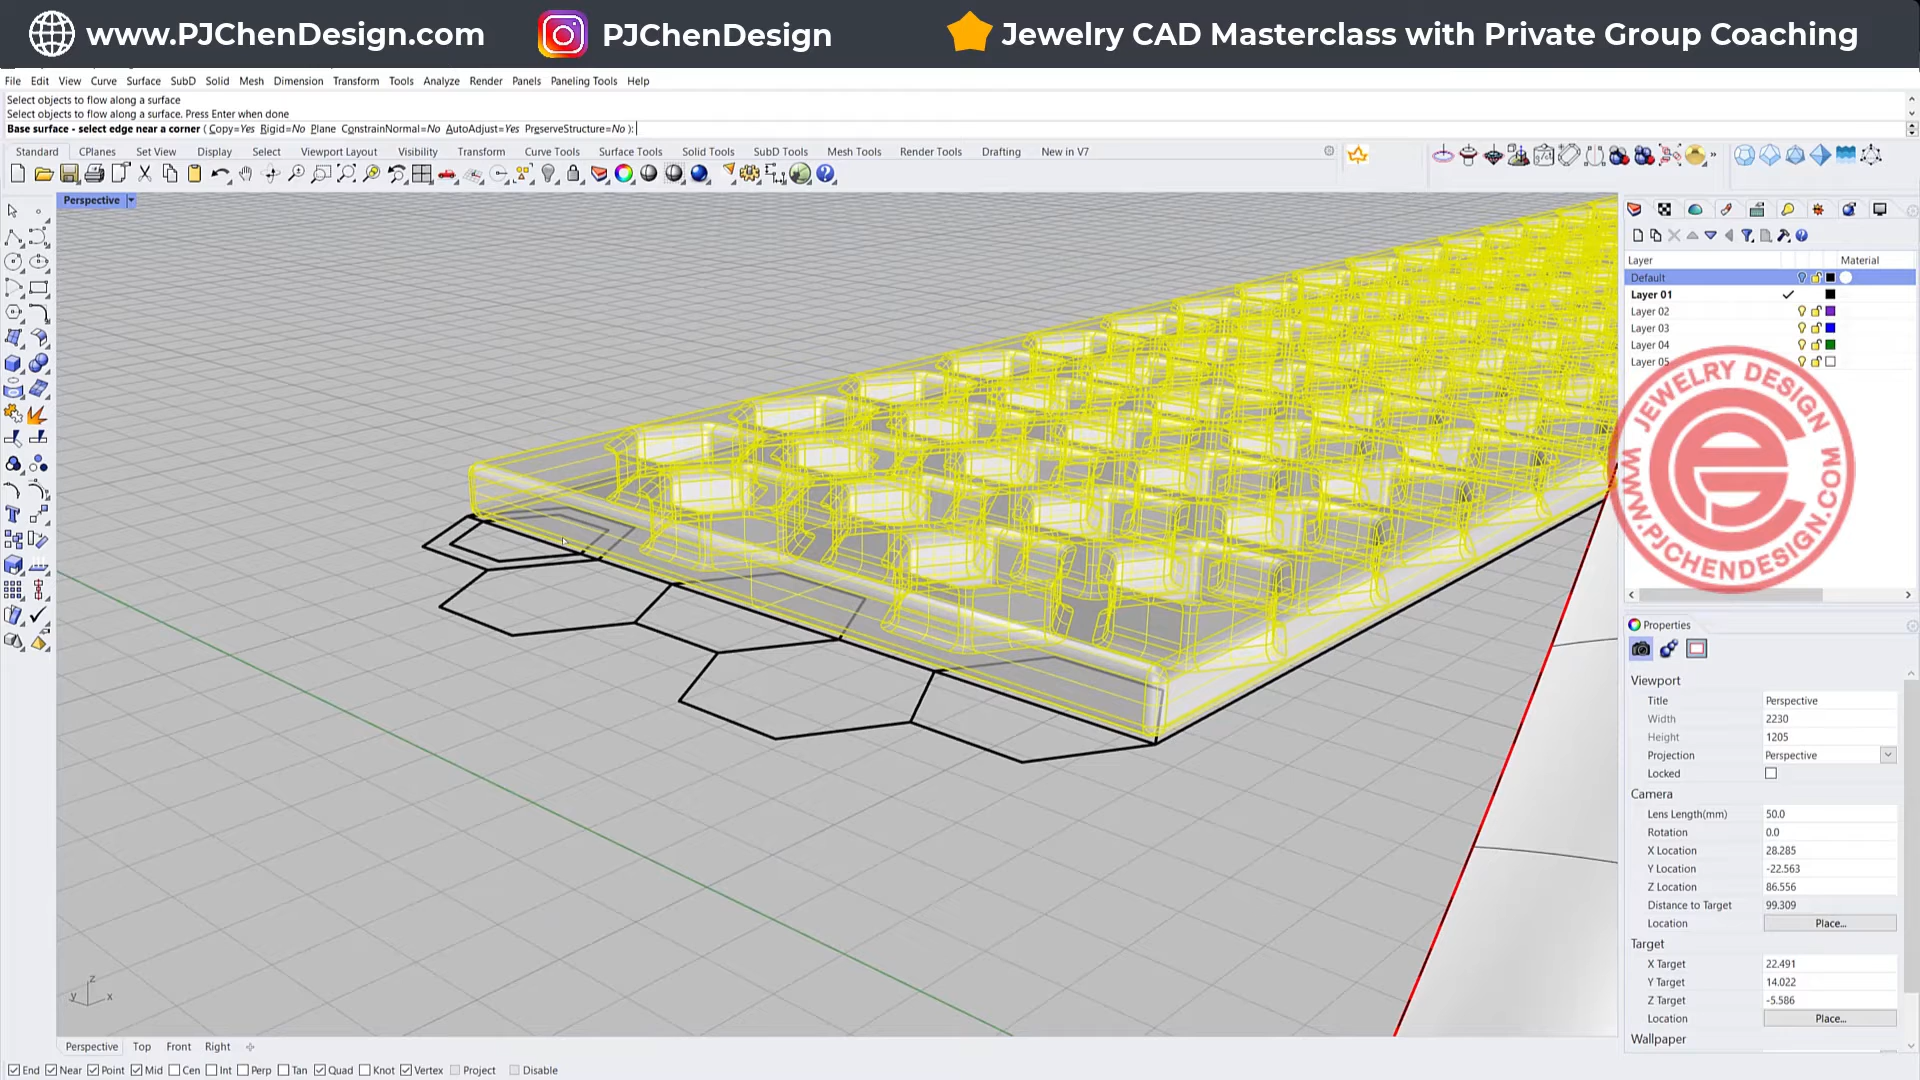 www.PJChenDesign.com PJChenDesign Jewelry CAD Masterclass with Private Group Coaching
File Edit View Curve Surface SubD Solid Mesh Dimension Transform Tools Analyze Render Panels Paneling Tools Help
Select objects to flow along a surface
Select objects to flow along a surface. Press Enter when done
Base surface - select edge near a corner ( Copy=Yes Rigid=No Plane ConstrainNormal=No AutoAdjust=Yes PreserveStructure=No ):
Standard CPlanes Set View Display Select Viewport Layout Visibility Transform Curve Tools Surface Tools Solid Tools SubD Tools Mesh Tools Render Tools Drafting New in V7
Perspective
Layer Material
Default
Layer 01
Layer 02
Layer 03
Layer 04
Layer 05
JEWELRY DESIGN
WWW.PJCHENDESIGN.COM
Properties
Viewport
Title Perspective
Width 2230
Height 1205
Projection Perspective
Locked
Camera
Lens Length(mm) 50.0
Rotation 0.0
X Location 28.285
Y Location -22.563
Z Location 86.556
Distance to Target 99.309
Location Place...
Target
X Target 22.491
Y Target 14.022
Z Target -5.586
Location Place...
Wallpaper
z
y x
Perspective Top Front Right
End Near Point Mid Cen Int Perp Tan Quad Knot Vertex Project Disable